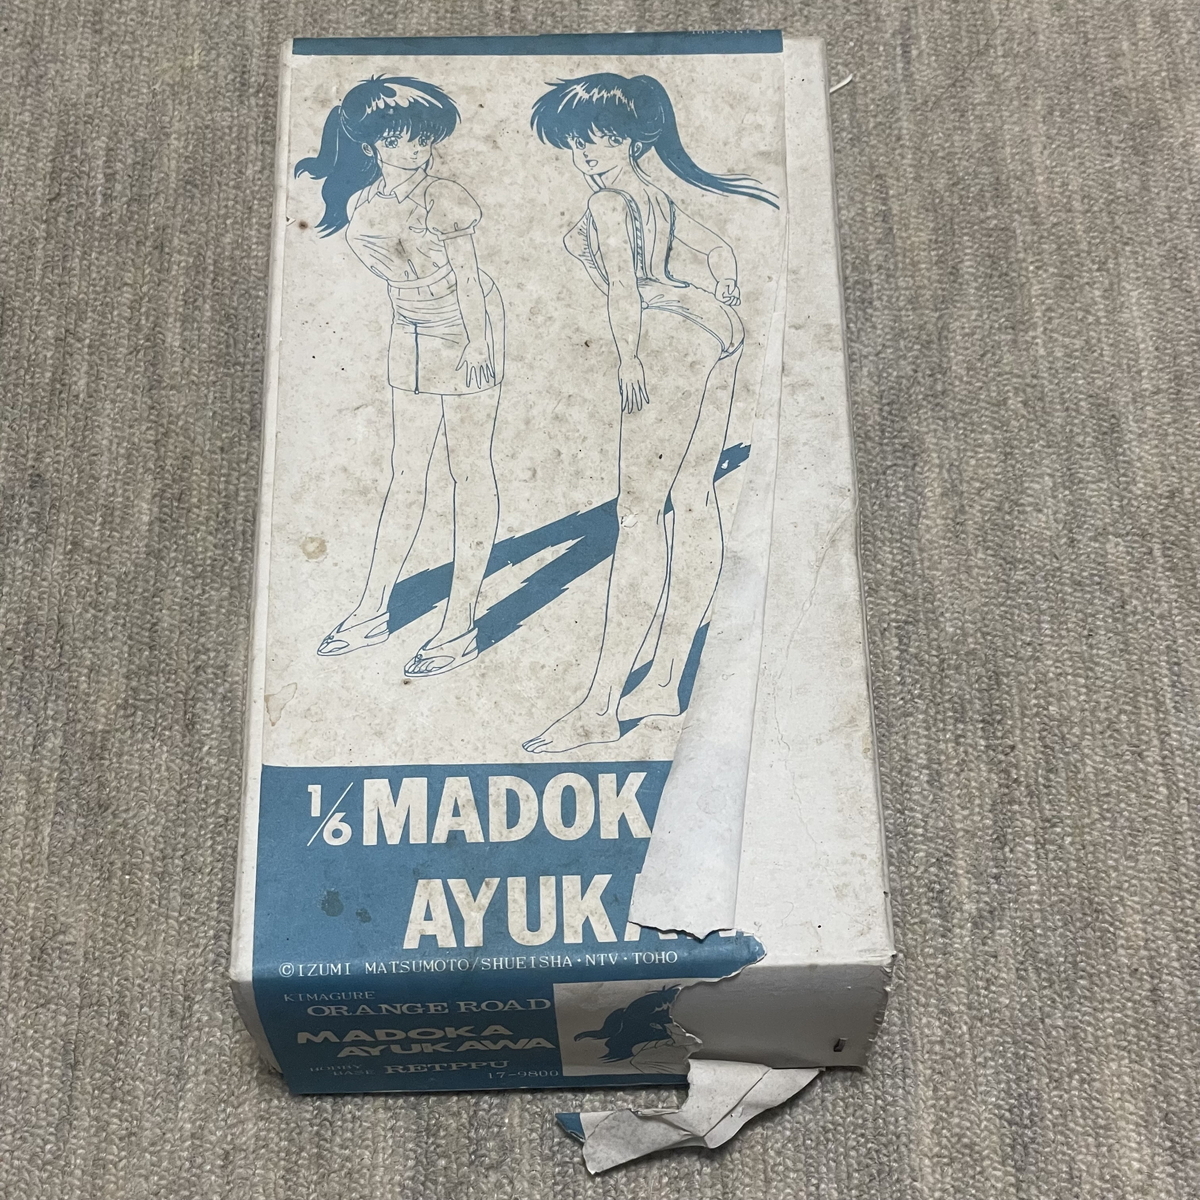 1/6 MADOK
AYUKA
©IZUMI MATSUMOTO/SHUEISHA・NTV・TOHO
KIMAGURE
ORANGE ROAD
MADOKA
AYUKAWA
HOBBY
BASE RETPPU
17-9800